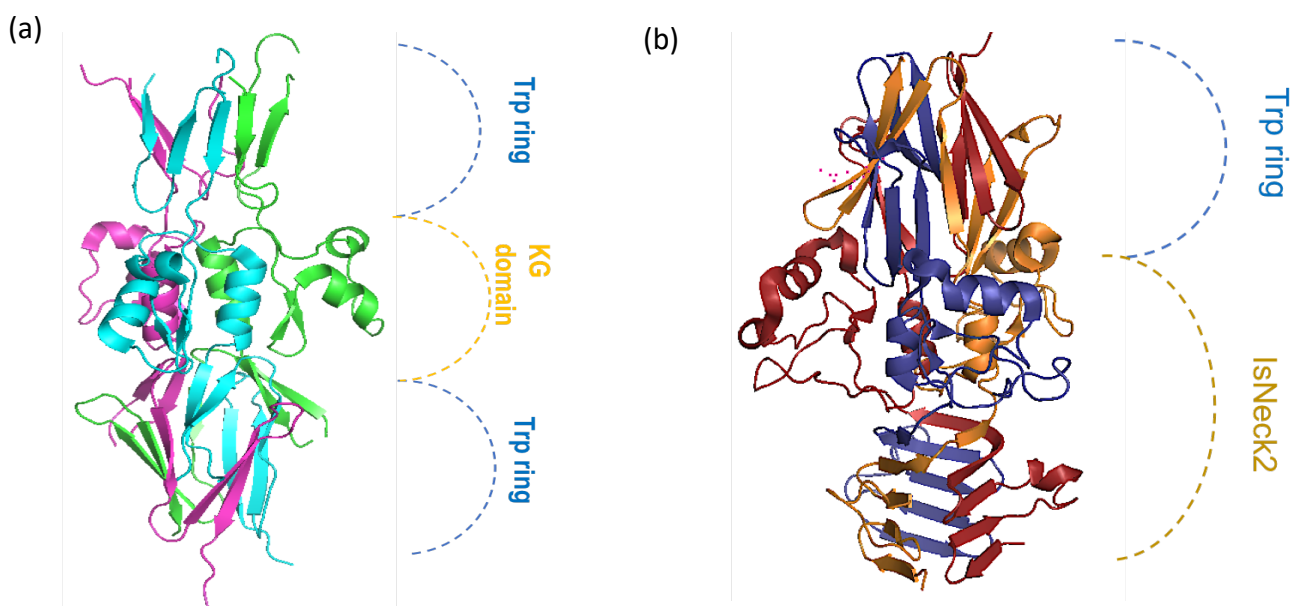 (a)
Trp ring
KG
domain
Trp ring
(b)
Trp ring
IsNeck2